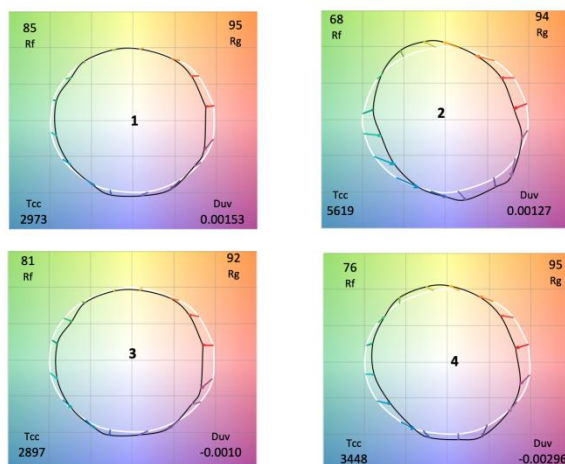 85
Rf
95
Rg
1
Tcc
2973
Duv
0.00153
68
Rf
94
Rg
2
Tcc
5619
Duv
0.00127
81
Rf
92
Rg
3
Tcc
2897
Duv
-0.0010
76
Rf
95
Rg
4
Tcc
3448
Duv
-0.00296